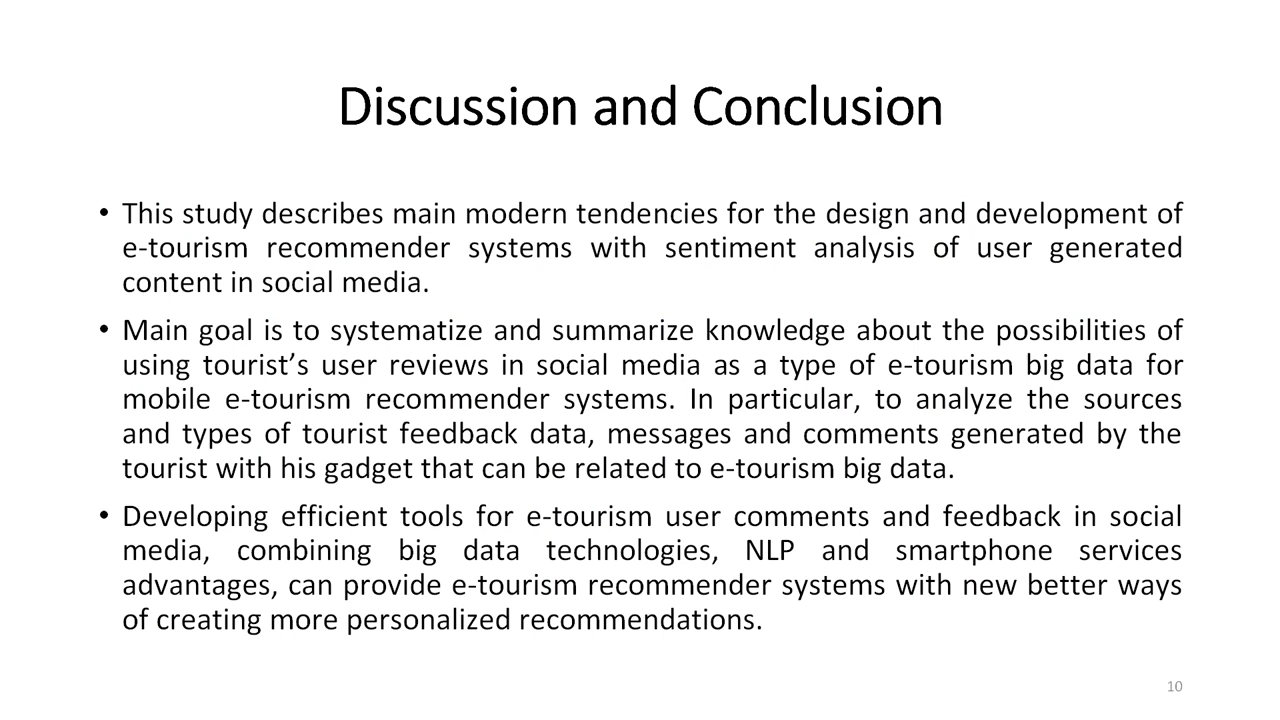 Discussion and Conclusion
• This study describes main modern tendencies for the design and development of
e-tourism recommender systems with sentiment analysis of user generated
content in social media.
• Main goal is to systematize and summarize knowledge about the possibilities of
using tourist’s user reviews in social media as a type of e-tourism big data for
mobile e-tourism recommender systems. In particular, to analyze the sources
and types of tourist feedback data, messages and comments generated by the
tourist with his gadget that can be related to e-tourism big data.
• Developing efficient tools for e-tourism user comments and feedback in social
media, combining big data technologies, NLP and smartphone services
advantages, can provide e-tourism recommender systems with new better ways
of creating more personalized recommendations.
10